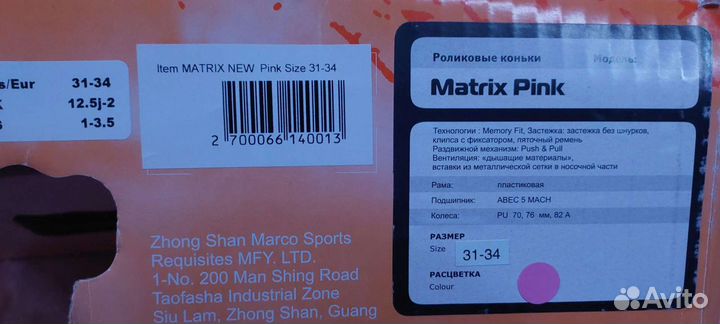 s/Eur 31-34
K 12.5j-2
S 1-3.5
Item MATRIX NEW Pink Size 31-34
2 700066 140013
Zhong Shan Marco Sports
Requisites MFY. LTD.
1-No. 200 Man Shing Road
Taofasha Industrial Zone
Siu Lam, Zhong Shan, Guang
Роликовые коньки Модель:
Matrix Pink
Технологии : Memory Fit, Застежка: застежка без шнурков,
клипса с фиксатором, пяточный ремень
Раздвижной механизм: Push & Pull
Вентиляция: «дышащие материалы»,
вставки из металлической сетки в носочной части
Рама: пластиковая
Подшипник: ABEC 5 MACH
Колеса: PU 70, 76 мм, 82 А
РАЗМЕР
Size 31-34
РАСЦВЕТКА
Colour
Avito